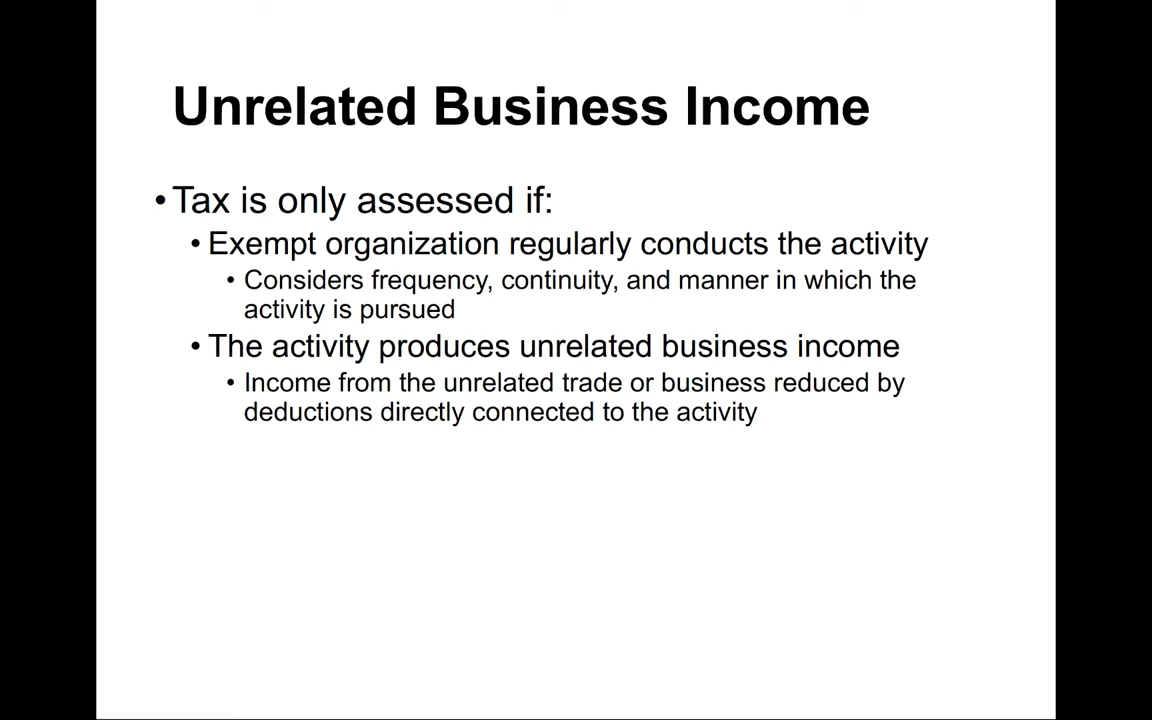 Unrelated Business Income
• Tax is only assessed if:
• Exempt organization regularly conducts the activity
• Considers frequency, continuity, and manner in which the
activity is pursued
• The activity produces unrelated business income
• Income from the unrelated trade or business reduced by
deductions directly connected to the activity